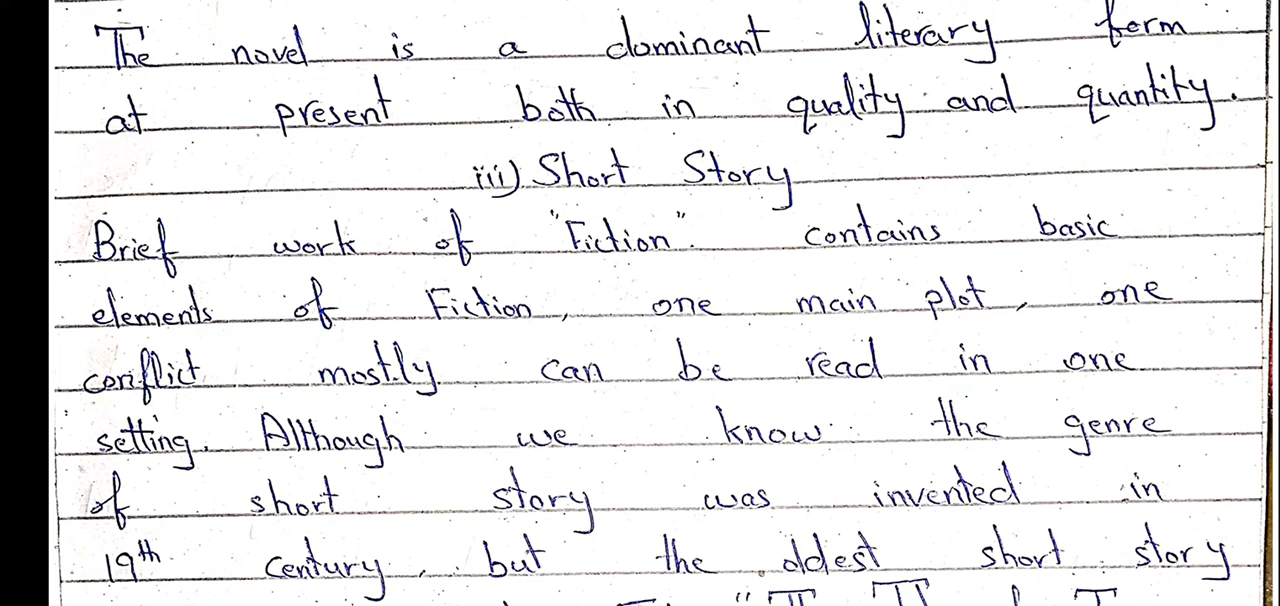 The novel is a dominant literary form
at present both in quality and quantity.
iii) Short Story
Brief work of "Fiction". contains basic
elements of Fiction, one main plot, one
conflict mostly can be read in one
setting. Although we know the genre
of short story was invented in
19th century, but the oldest short story